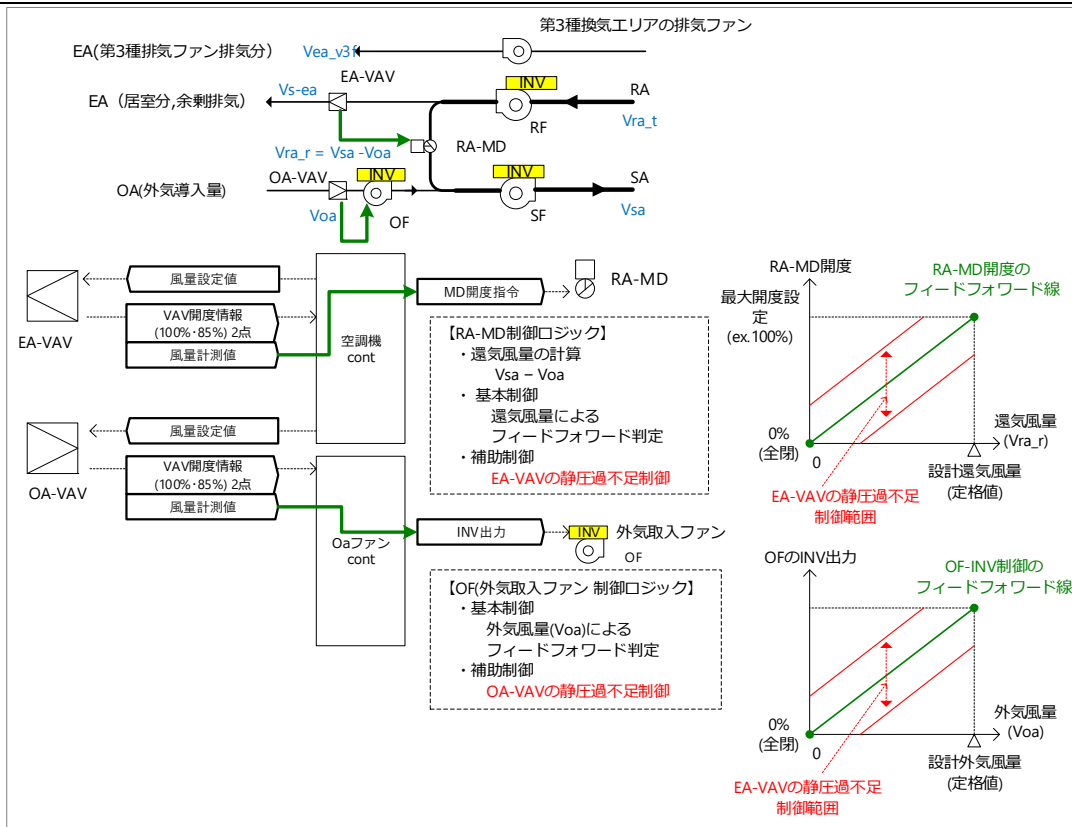 第3種換気エリアの排気ファン
EA(第3種排気ファン排気分)
Vea_v3f
EA-VAV
INV
Vs-ea
EA（居室分,余剰排気）
RA
RF
Vra_t
RA-MD
Vra_r = Vsa -Voa
OA-VAV
INV
INV
OA(外気導入量)
SA
Voa
OF
SF
Vsa
風量設定値
VAV開度情報
(100%･85%) 2点
風量計測値
EA-VAV
空調機
cont
MD開度指令
RA-MD
【RA-MD制御ロジック】
・還気風量の計算
Vsa – Voa
・ 基本制御
還気風量による
フィードフォワード判定
・補助制御
EA-VAVの静圧過不足制御
風量設定値
VAV開度情報
(100%･85%) 2点
風量計測値
OA-VAV
Oaファン
cont
INV出力
INV
外気取入ファン
OF
【OF(外気取入ファン 制御ロジック】
・基本制御
外気風量(Voa)による
フィードフォワード判定
・補助制御
OA-VAVの静圧過不足制御
RA-MD開度
RA-MD開度の
フィードフォワード線
最大開度設
定
(ex.100%)
0%
(全閉)
0
還気風量
(Vra_r)
設計還気風量
(定格値)
EA-VAVの静圧過不足
制御範囲
OFのINV出力
OF-INV制御の
フィードフォワード線
0%
(全閉)
0
外気風量
(Voa)
設計外気風量
(定格値)
EA-VAVの静圧過不足
制御範囲